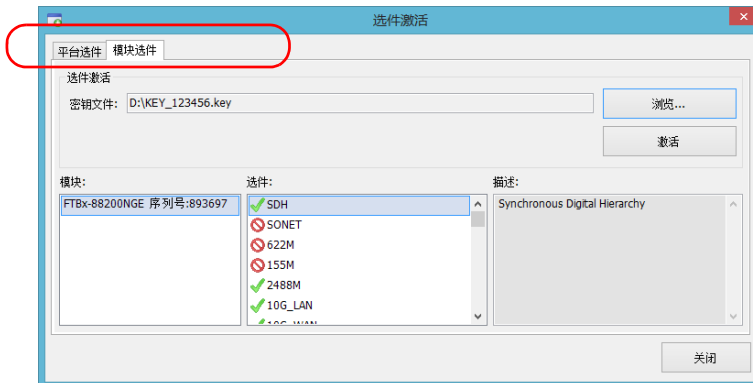 选件激活
平台选件 模块选件
选件激活
密钥文件: D:\KEY_123456.key
浏览...
激活
模块: 选件: 描述:
FTBx-88200NGE 序列号:893697
SDH
SONET
622M
155M
2488M
10G_LAN
10G_WAN
Synchronous Digital Hierarchy
关闭